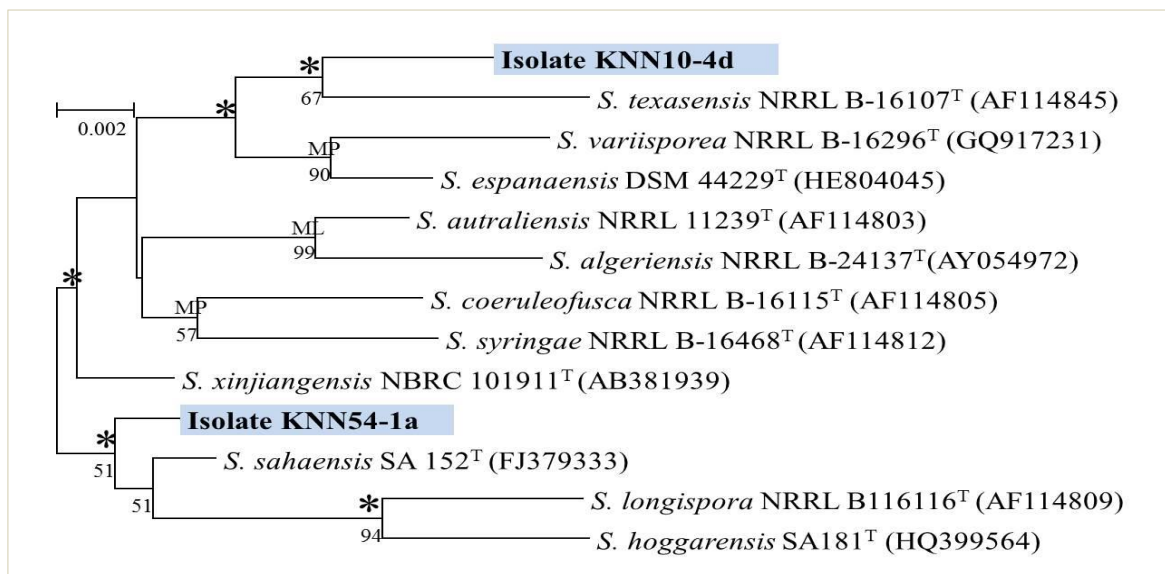 *
Isolate KNN10-4d
67
*
S. texasensis NRRL B-16107ᵀ (AF114845)
0.002
MP
S. variisporea NRRL B-16296ᵀ (GQ917231)
90
S. espanaensis DSM 44229ᵀ (HE804045)
ML
S. autraliensis NRRL 11239ᵀ (AF114803)
99
S. algeriensis NRRL B-24137ᵀ(AY054972)
*
MP
S. coeruleofusca NRRL B-16115ᵀ (AF114805)
57
S. syringae NRRL B-16468ᵀ (AF114812)
S. xinjiangensis NBRC 101911ᵀ (AB381939)
*
Isolate KNN54-1a
51
S. sahaensis SA 152ᵀ (FJ379333)
51
*
S. longispora NRRL B116116ᵀ (AF114809)
94
S. hoggarensis SA181ᵀ (HQ399564)